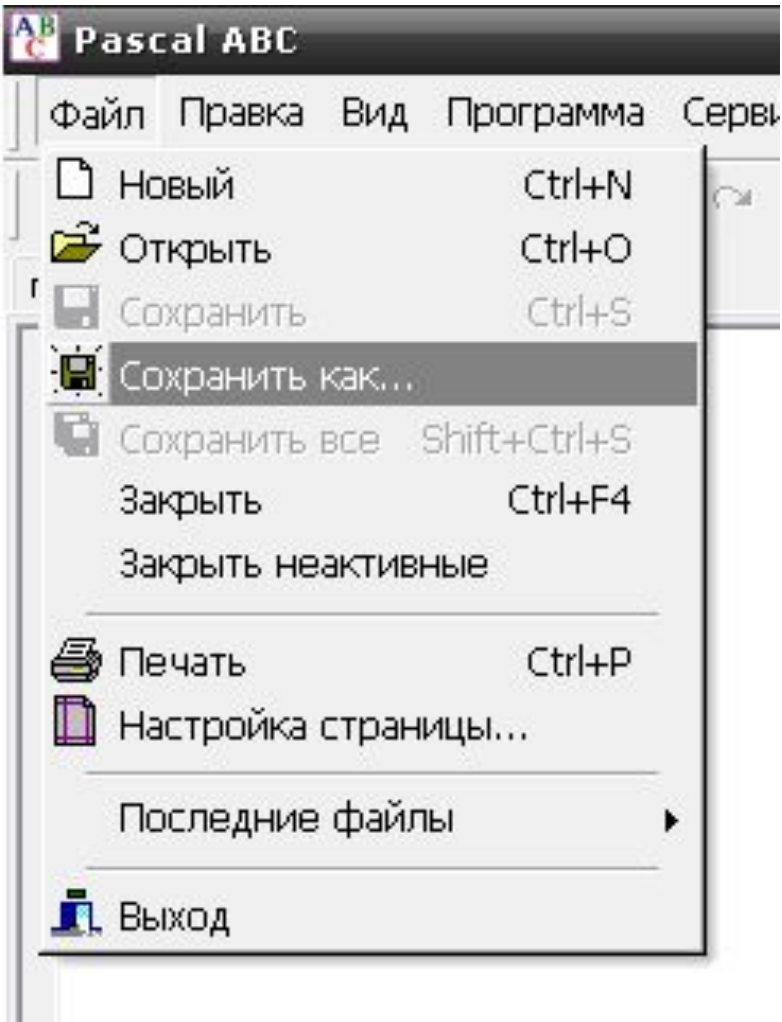 Pascal ABC
Файл Правка Вид Программа
Новый Ctrl+N
Открыть Ctrl+O
Сохранить Ctrl+S
Сохранить как...
Сохранить все Shift+Ctrl+S
Закрыть Ctrl+F4
Закрыть неактивные
Печать Ctrl+P
Настройка страницы...
Последние файлы
Выход